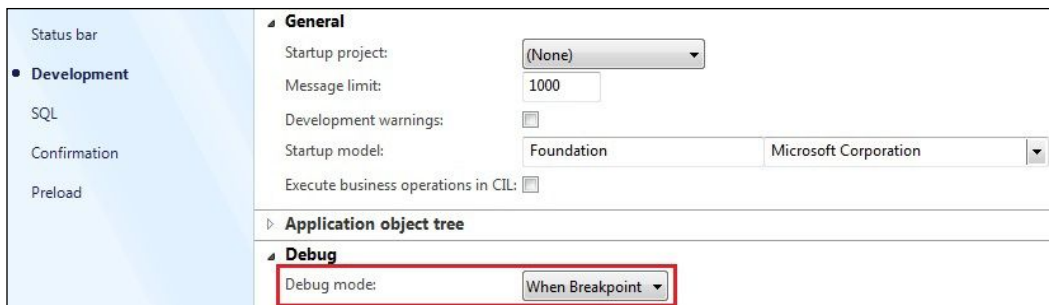 Status bar
Development
SQL
Confirmation
Preload
General
Startup project: (None)
Message limit: 1000
Development warnings:
Startup model: Foundation Microsoft Corporation
Execute business operations in CIL:
Application object tree
Debug
Debug mode: When Breakpoint